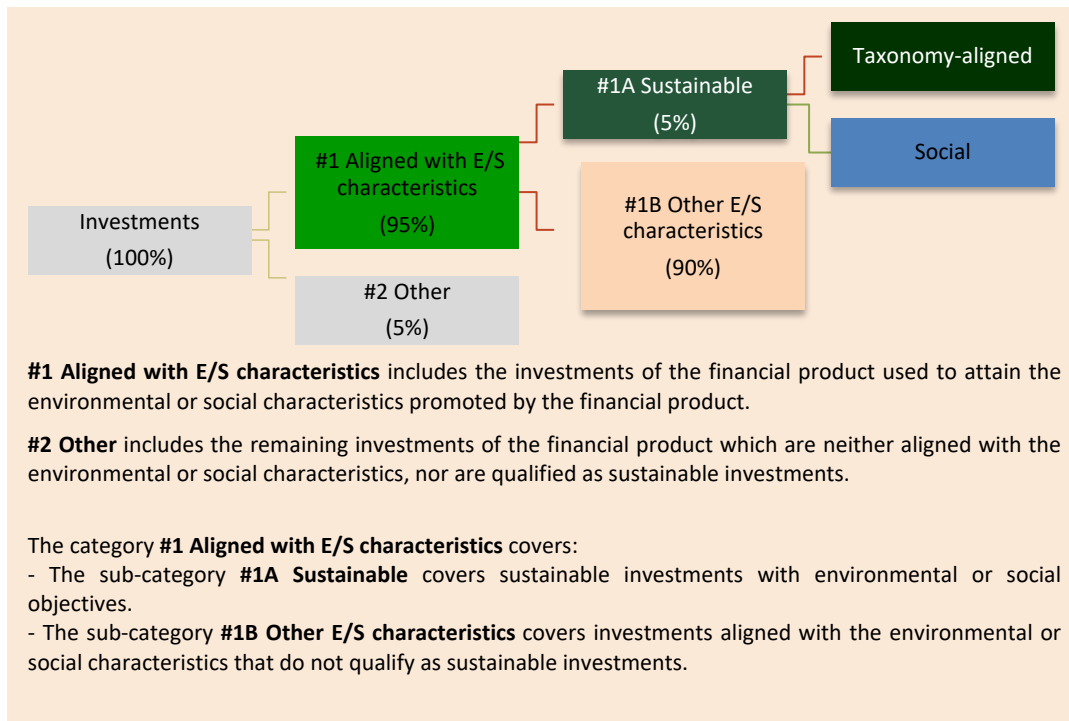 Investments
(100%)
#1 Aligned with E/S
characteristics
(95%)
#2 Other
(5%)
#1A Sustainable
(5%)
#1B Other E/S
characteristics
(90%)
Taxonomy-aligned
Social
#1 Aligned with E/S characteristics includes the investments of the financial product used to attain the
environmental or social characteristics promoted by the financial product.
#2 Other includes the remaining investments of the financial product which are neither aligned with the
environmental or social characteristics, nor are qualified as sustainable investments.
The category #1 Aligned with E/S characteristics covers:
- The sub-category #1A Sustainable covers sustainable investments with environmental or social
objectives.
- The sub-category #1B Other E/S characteristics covers investments aligned with the environmental or
social characteristics that do not qualify as sustainable investments.